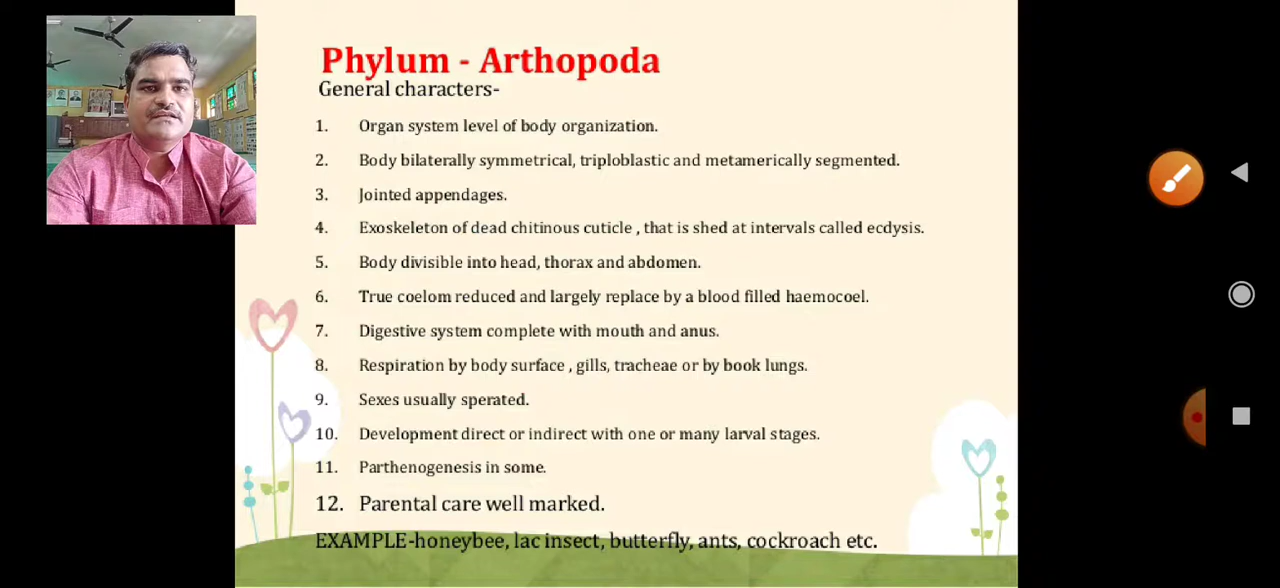 Phylum - Arthopoda
General characters-
1. Organ system level of body organization.
2. Body bilaterally symmetrical, triploblastic and metamerically segmented.
3. Jointed appendages.
4. Exoskeleton of dead chitinous cuticle , that is shed at intervals called ecdysis.
5. Body divisible into head, thorax and abdomen.
6. True coelom reduced and largely replace by a blood filled haemocoel.
7. Digestive system complete with mouth and anus.
8. Respiration by body surface , gills, tracheae or by book lungs.
9. Sexes usually sperated.
10. Development direct or indirect with one or many larval stages.
11. Parthenogenesis in some.
12. Parental care well marked.
EXAMPLE-honeybee, lac insect, butterfly, ants, cockroach etc.